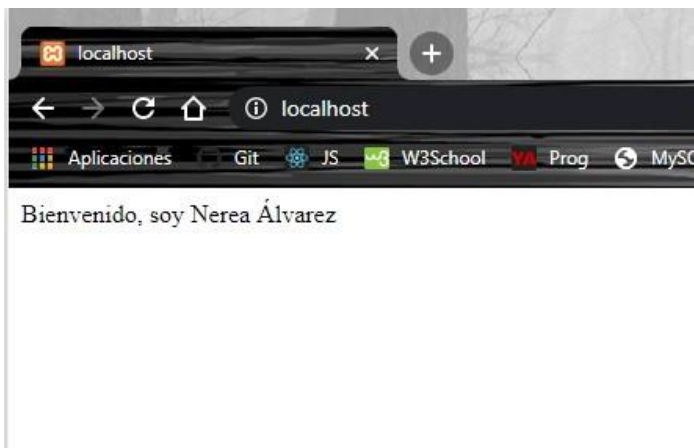 localhost
localhost
Aplicaciones Git JS W3School Prog
Bienvenido, soy Nerea Álvarez